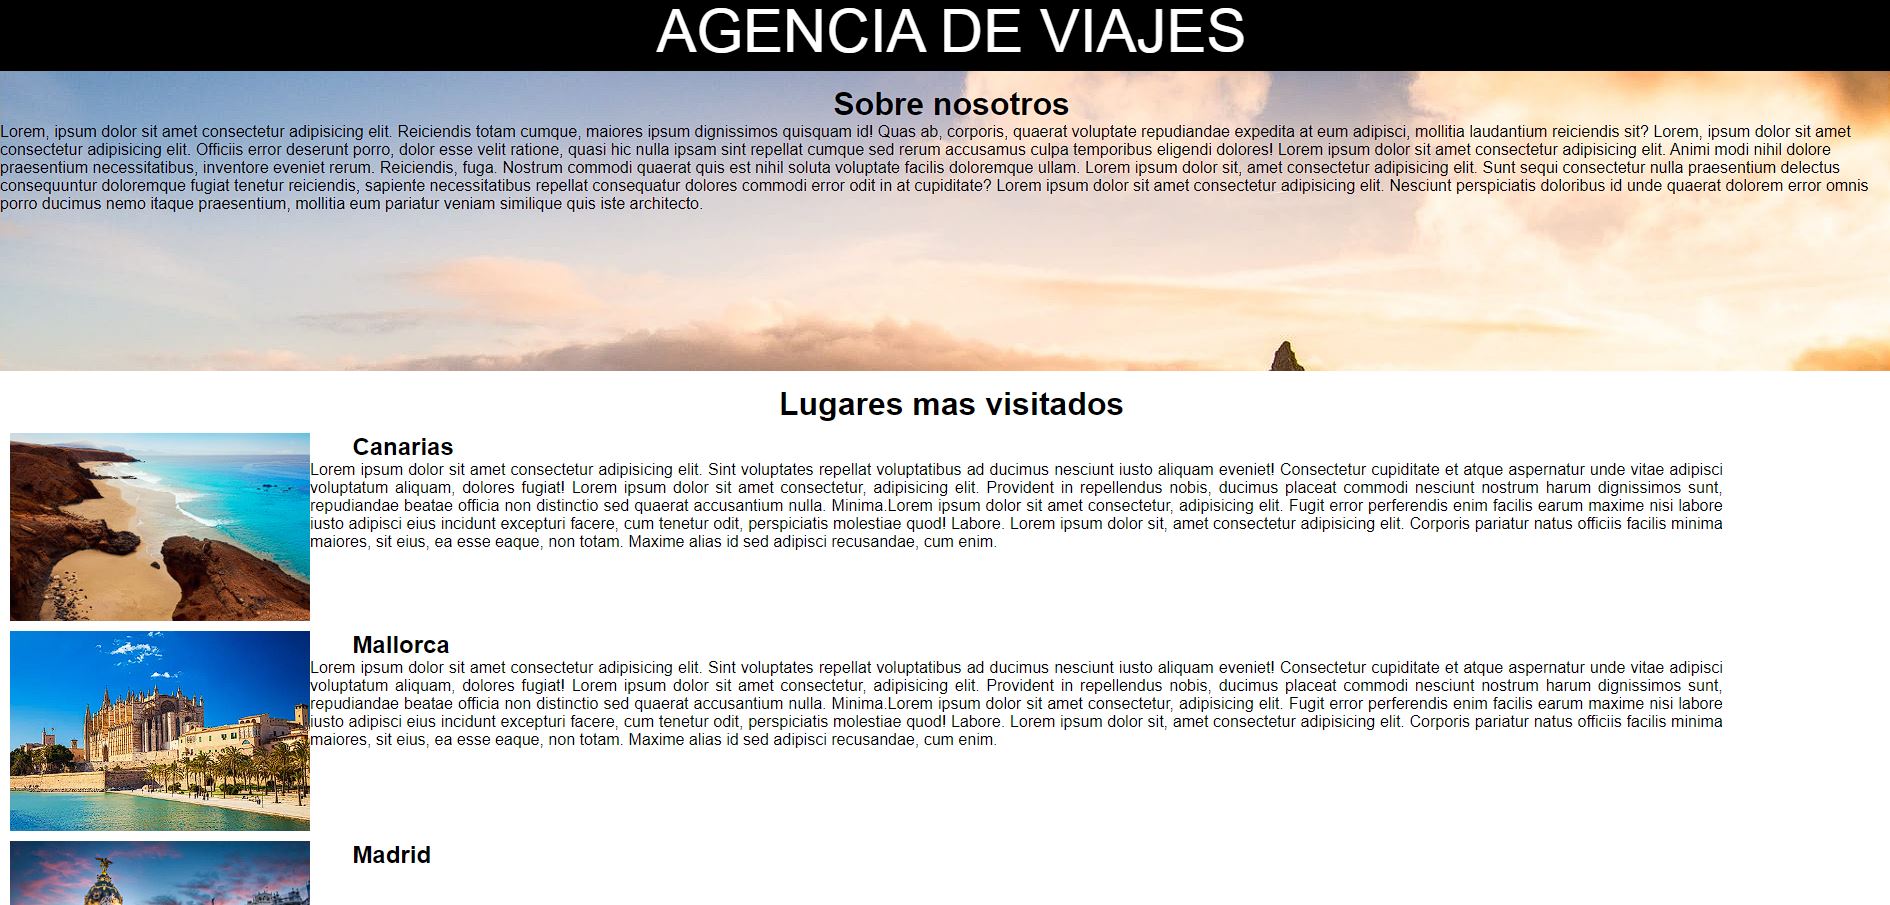 AGENCIA DE VIAJES
Sobre nosotros
Lorem, ipsum dolor sit amet consectetur adipisicing elit. Reiciendis totam cumque, maiores ipsum dignissimos quisquam id! Quas ab, corporis, quaerat voluptate repudiandae expedita at eum adipisci, mollitia laudantium reiciendis sit? Lorem, ipsum dolor sit amet
consectetur adipisicing elit. Officiis error deserunt porro, dolor esse velit ratione, quasi hic nulla ipsam sint repellat cumque sed rerum accusamus culpa temporibus eligendi dolores! Lorem ipsum dolor sit amet consectetur adipisicing elit. Animi modi nihil dolore
praesentium necessitatibus, inventore eveniet rerum. Reiciendis, fuga. Nostrum commodi quaerat quis est nihil soluta voluptate facilis doloremque ullam. Lorem ipsum dolor sit, amet consectetur adipisicing elit. Sunt sequi consectetur nulla praesentium delectus
consequuntur doloremque fugiat tenetur reiciendis, sapiente necessitatibus repellat consequatur dolores commodi error odit in at cupiditate? Lorem ipsum dolor sit amet consectetur adipisicing elit. Nesciunt perspiciatis doloribus id unde quaerat dolorem error omnis
porro ducimus nemo itaque praesentium, mollitia eum pariatur veniam similique quis iste architecto.
Lugares mas visitados
Canarias
Lorem ipsum dolor sit amet consectetur adipisicing elit. Sint voluptates repellat voluptatibus ad ducimus nesciunt iusto aliquam eveniet! Consectetur cupiditate et atque aspernatur unde vitae adipisci
voluptatum aliquam, dolores fugiat! Lorem ipsum dolor sit amet consectetur, adipisicing elit. Provident in repellendus nobis, ducimus placeat commodi nesciunt nostrum harum dignissimos sunt,
repudiandae beatae officia non distinctio sed quaerat accusantium nulla. Minima.Lorem ipsum dolor sit amet consectetur, adipisicing elit. Fugit error perferendis enim facilis earum maxime nisi labore
iusto adipisci eius incidunt excepturi facere, cum tenetur odit, perspiciatis molestiae quod! Labore. Lorem ipsum dolor sit, amet consectetur adipisicing elit. Corporis pariatur natus officiis facilis minima
maiores, sit eius, ea esse eaque, non totam. Maxime alias id sed adipisci recusandae, cum enim.
Mallorca
Lorem ipsum dolor sit amet consectetur adipisicing elit. Sint voluptates repellat voluptatibus ad ducimus nesciunt iusto aliquam eveniet! Consectetur cupiditate et atque aspernatur unde vitae adipisci
voluptatum aliquam, dolores fugiat! Lorem ipsum dolor sit amet consectetur, adipisicing elit. Provident in repellendus nobis, ducimus placeat commodi nesciunt nostrum harum dignissimos sunt,
repudiandae beatae officia non distinctio sed quaerat accusantium nulla. Minima.Lorem ipsum dolor sit amet consectetur, adipisicing elit. Fugit error perferendis enim facilis earum maxime nisi labore
iusto adipisci eius incidunt excepturi facere, cum tenetur odit, perspiciatis molestiae quod! Labore. Lorem ipsum dolor sit, amet consectetur adipisicing elit. Corporis pariatur natus officiis facilis minima
maiores, sit eius, ea esse eaque, non totam. Maxime alias id sed adipisci recusandae, cum enim.
Madrid